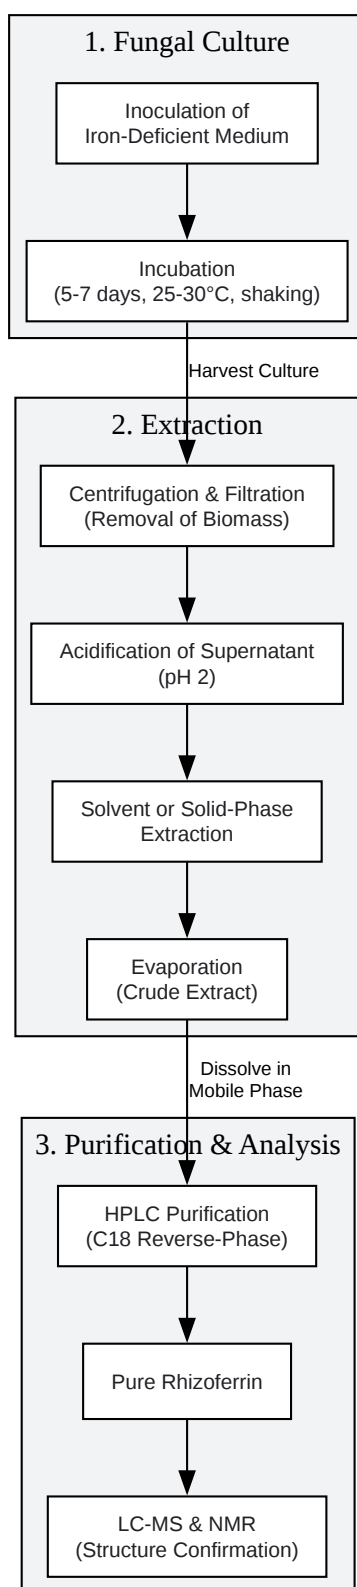 1. Fungal Culture
Inoculation of
Iron-Deficient Medium
Incubation
(5-7 days, 25-30°C, shaking)
Harvest Culture
2. Extraction
Centrifugation & Filtration
(Removal of Biomass)
Acidification of Supernatant
(pH 2)
Solvent or Solid-Phase
Extraction
Evaporation
(Crude Extract)
Dissolve in
Mobile Phase
3. Purification & Analysis
HPLC Purification
(C18 Reverse-Phase)
Pure Rhizoferrin
LC-MS & NMR
(Structure Confirmation)